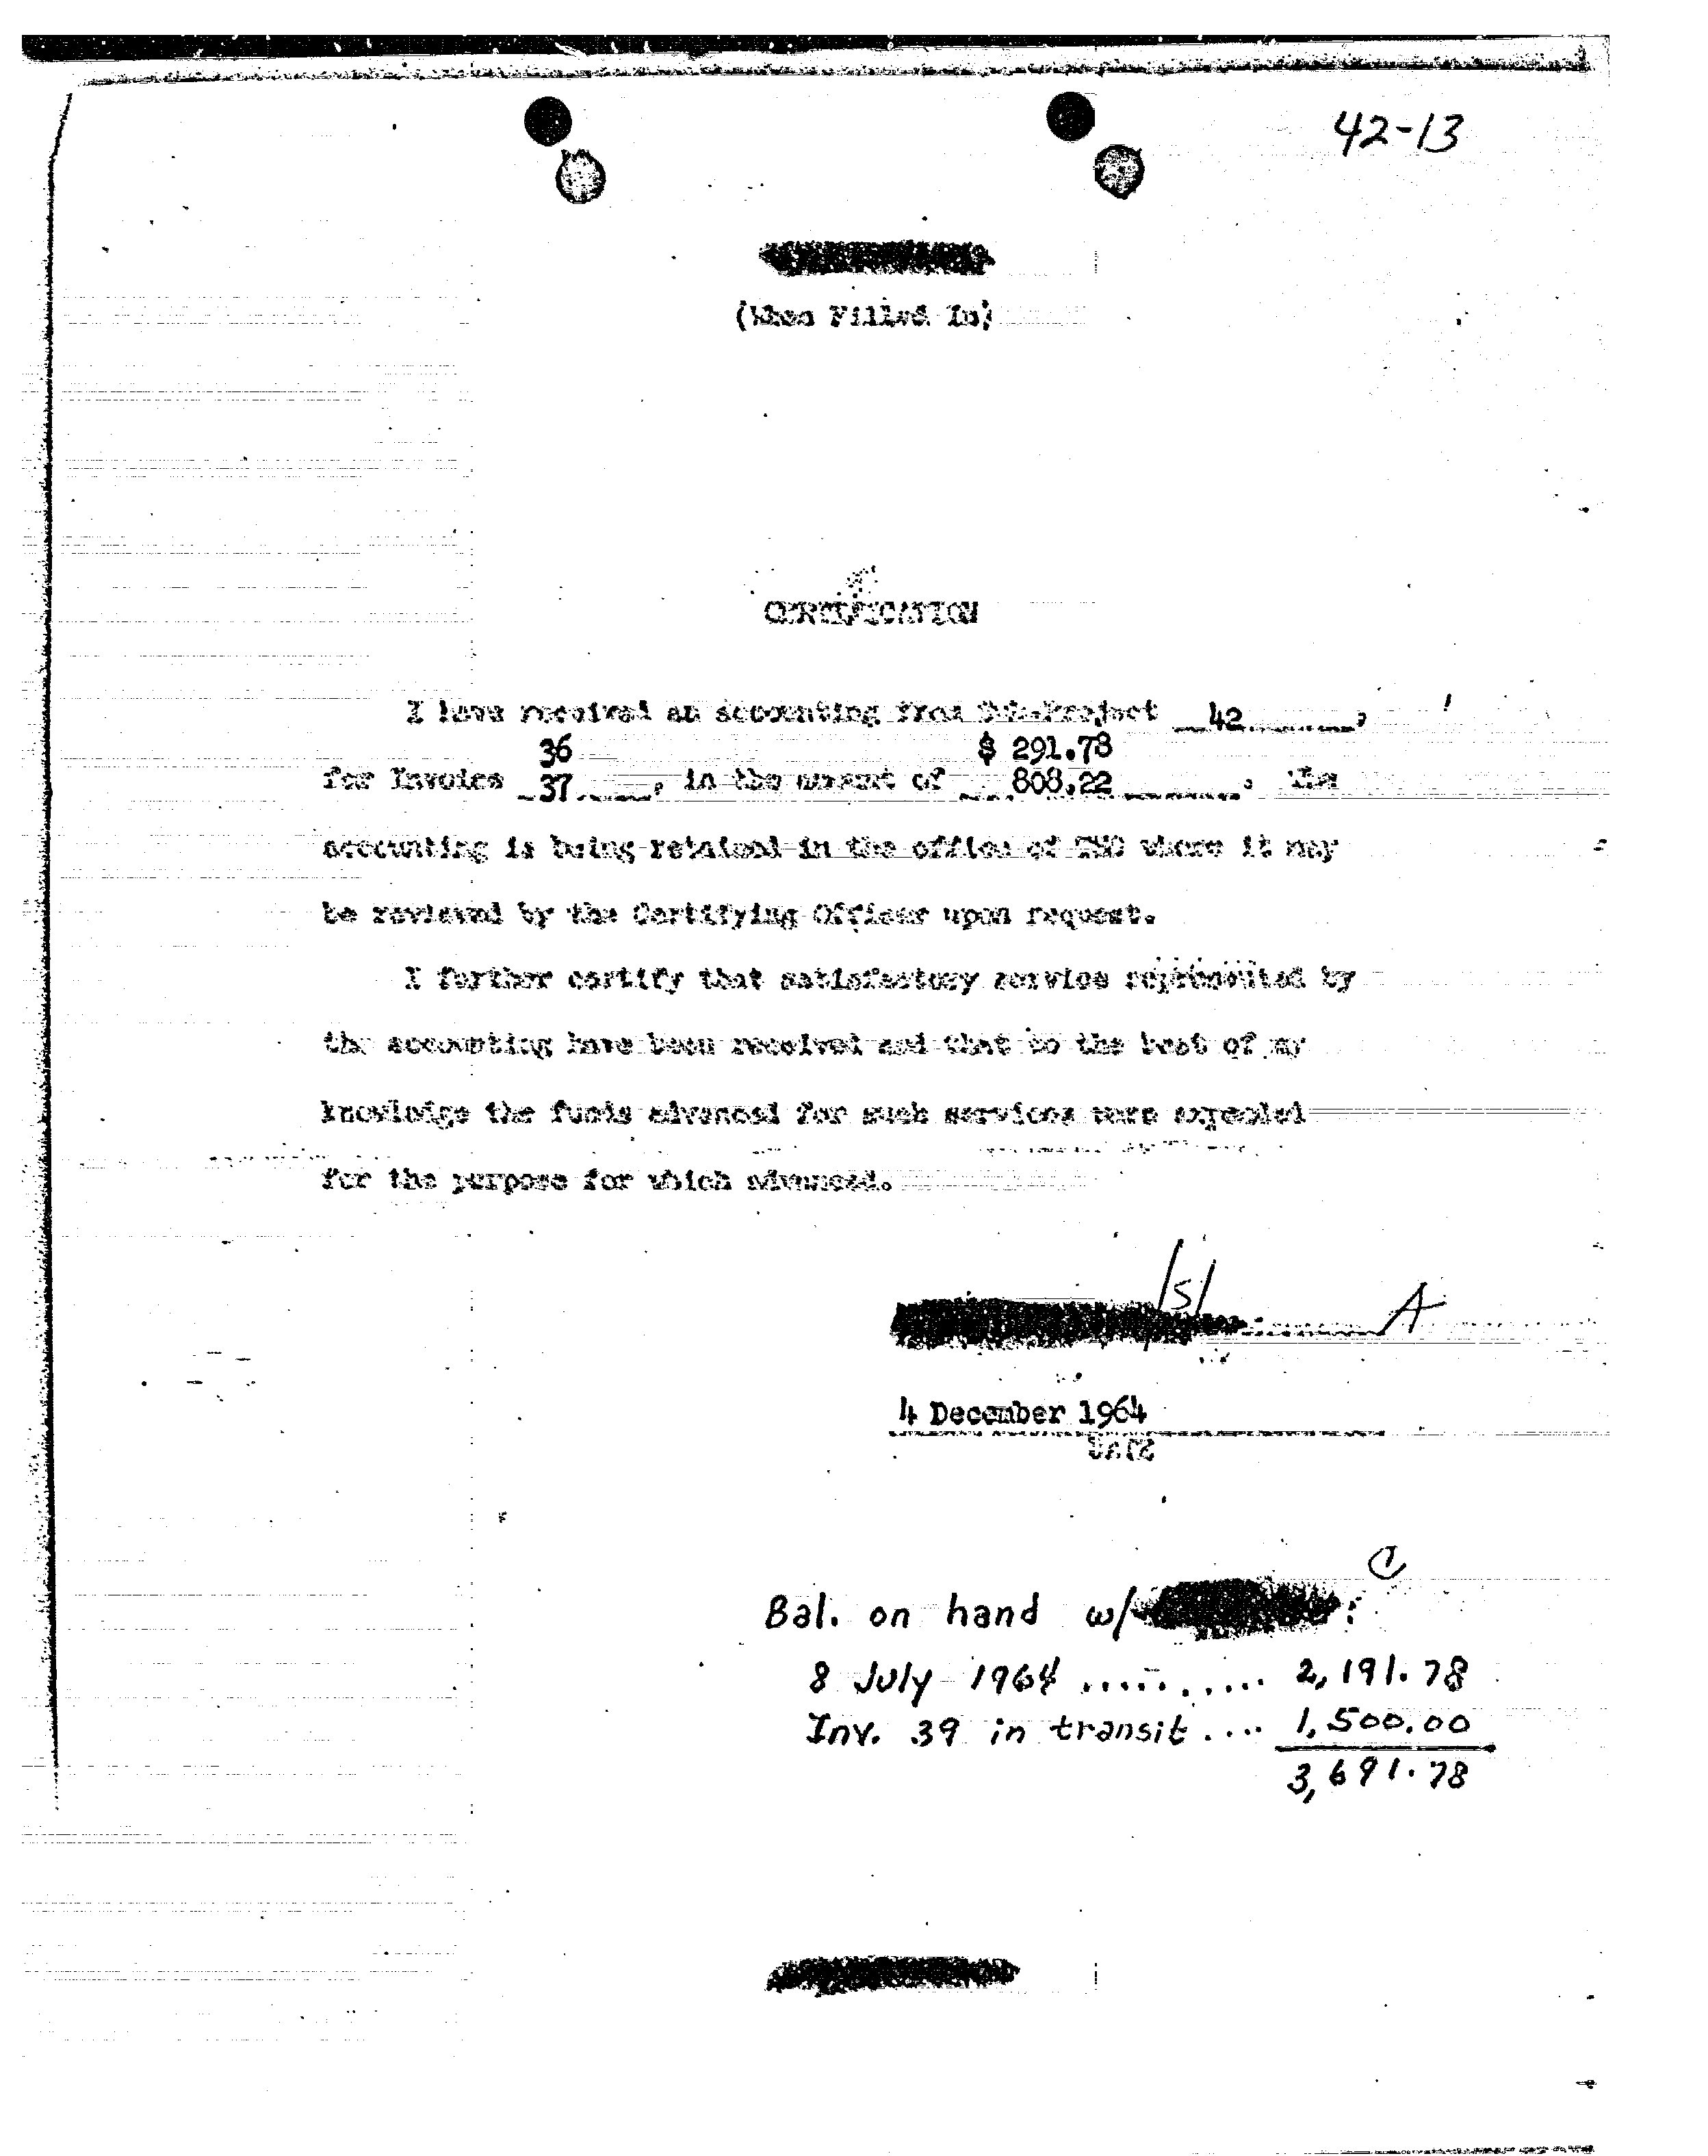 42-13
(When Filled In)
CERTIFICATION
I have received an accounting from Sub-Project 42,
36 $ 291.78
for Invoice 37, in the amount of 808.22. The
accounting is being retained in the office of TSD where it may
be reviewed by the Certifying Officer upon request.
I further certify that satisfactory service represented by
the accounting have been received and that to the best of my
knowledge the funds advanced for such services were expended
for the purpose for which advanced.
/s/ A
4 December 1964
DATE
Bal. on hand w/ :
8 July 1964 .......... 2,191.78
Inv. 39 in transit .... 1,500.00
3,691.78